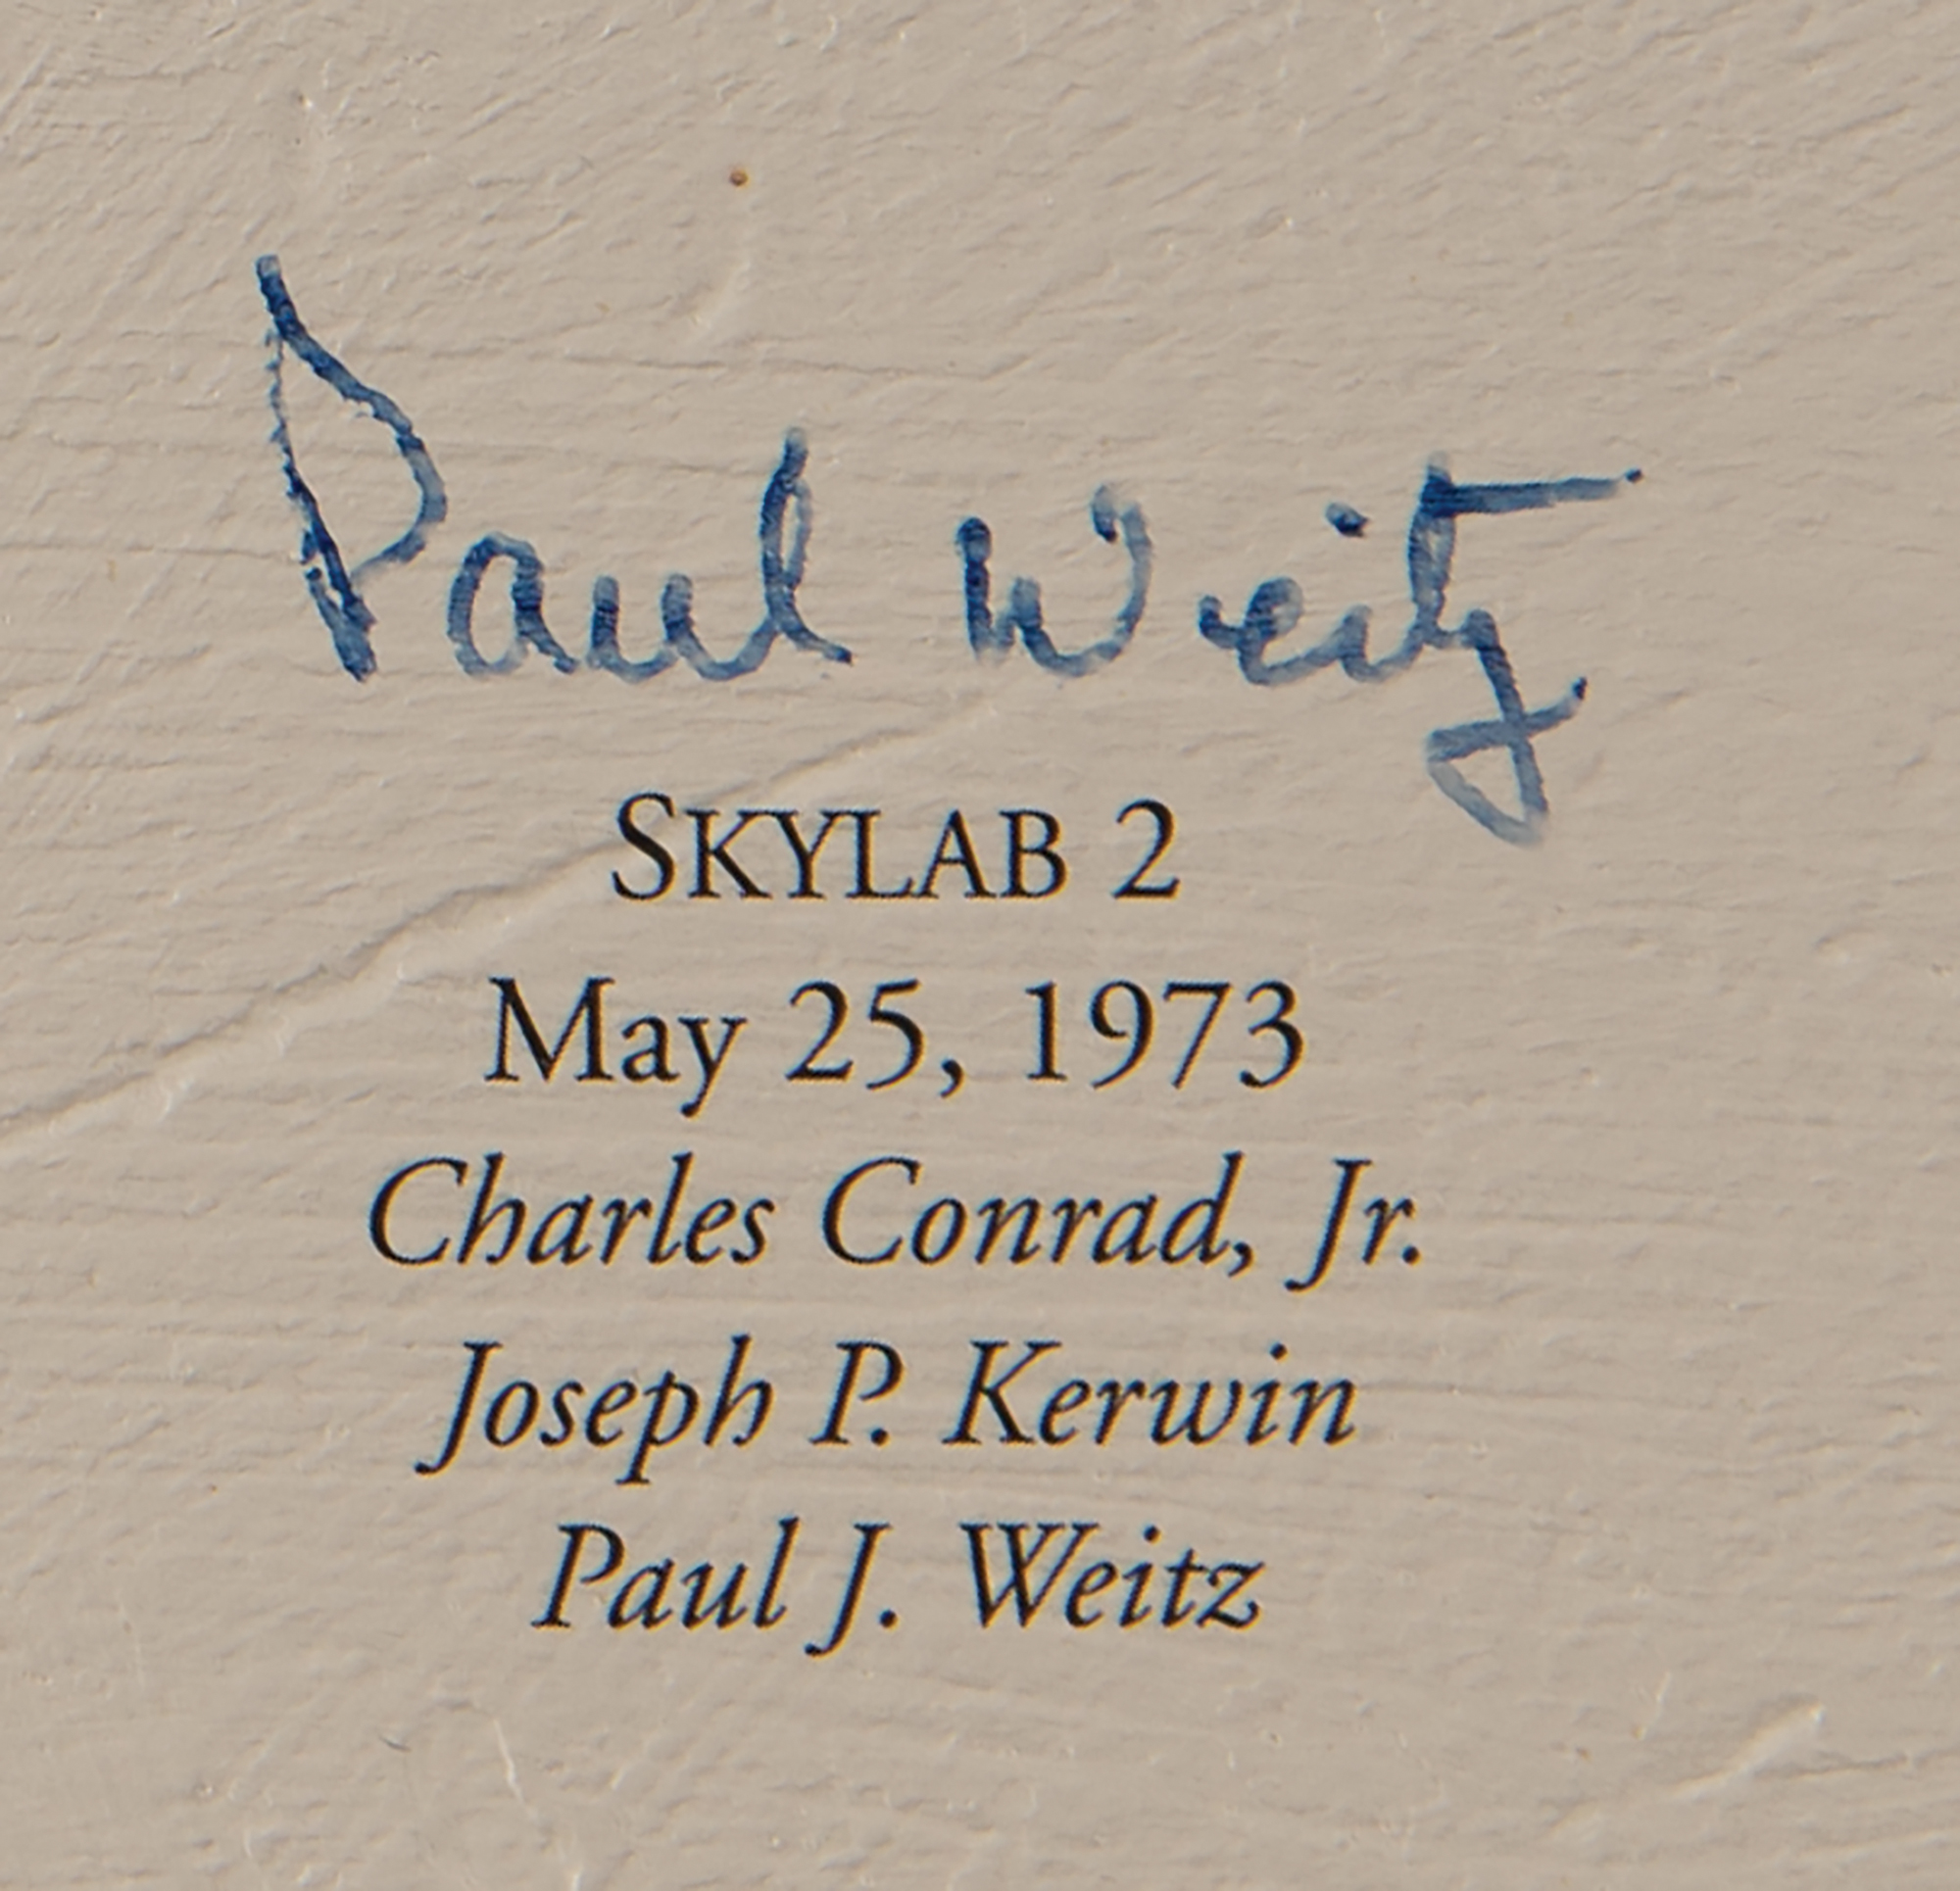 Paul Weitz
SKYLAB 2
May 25, 1973
Charles Conrad, Jr.
Joseph P. Kerwin
Paul J. Weitz